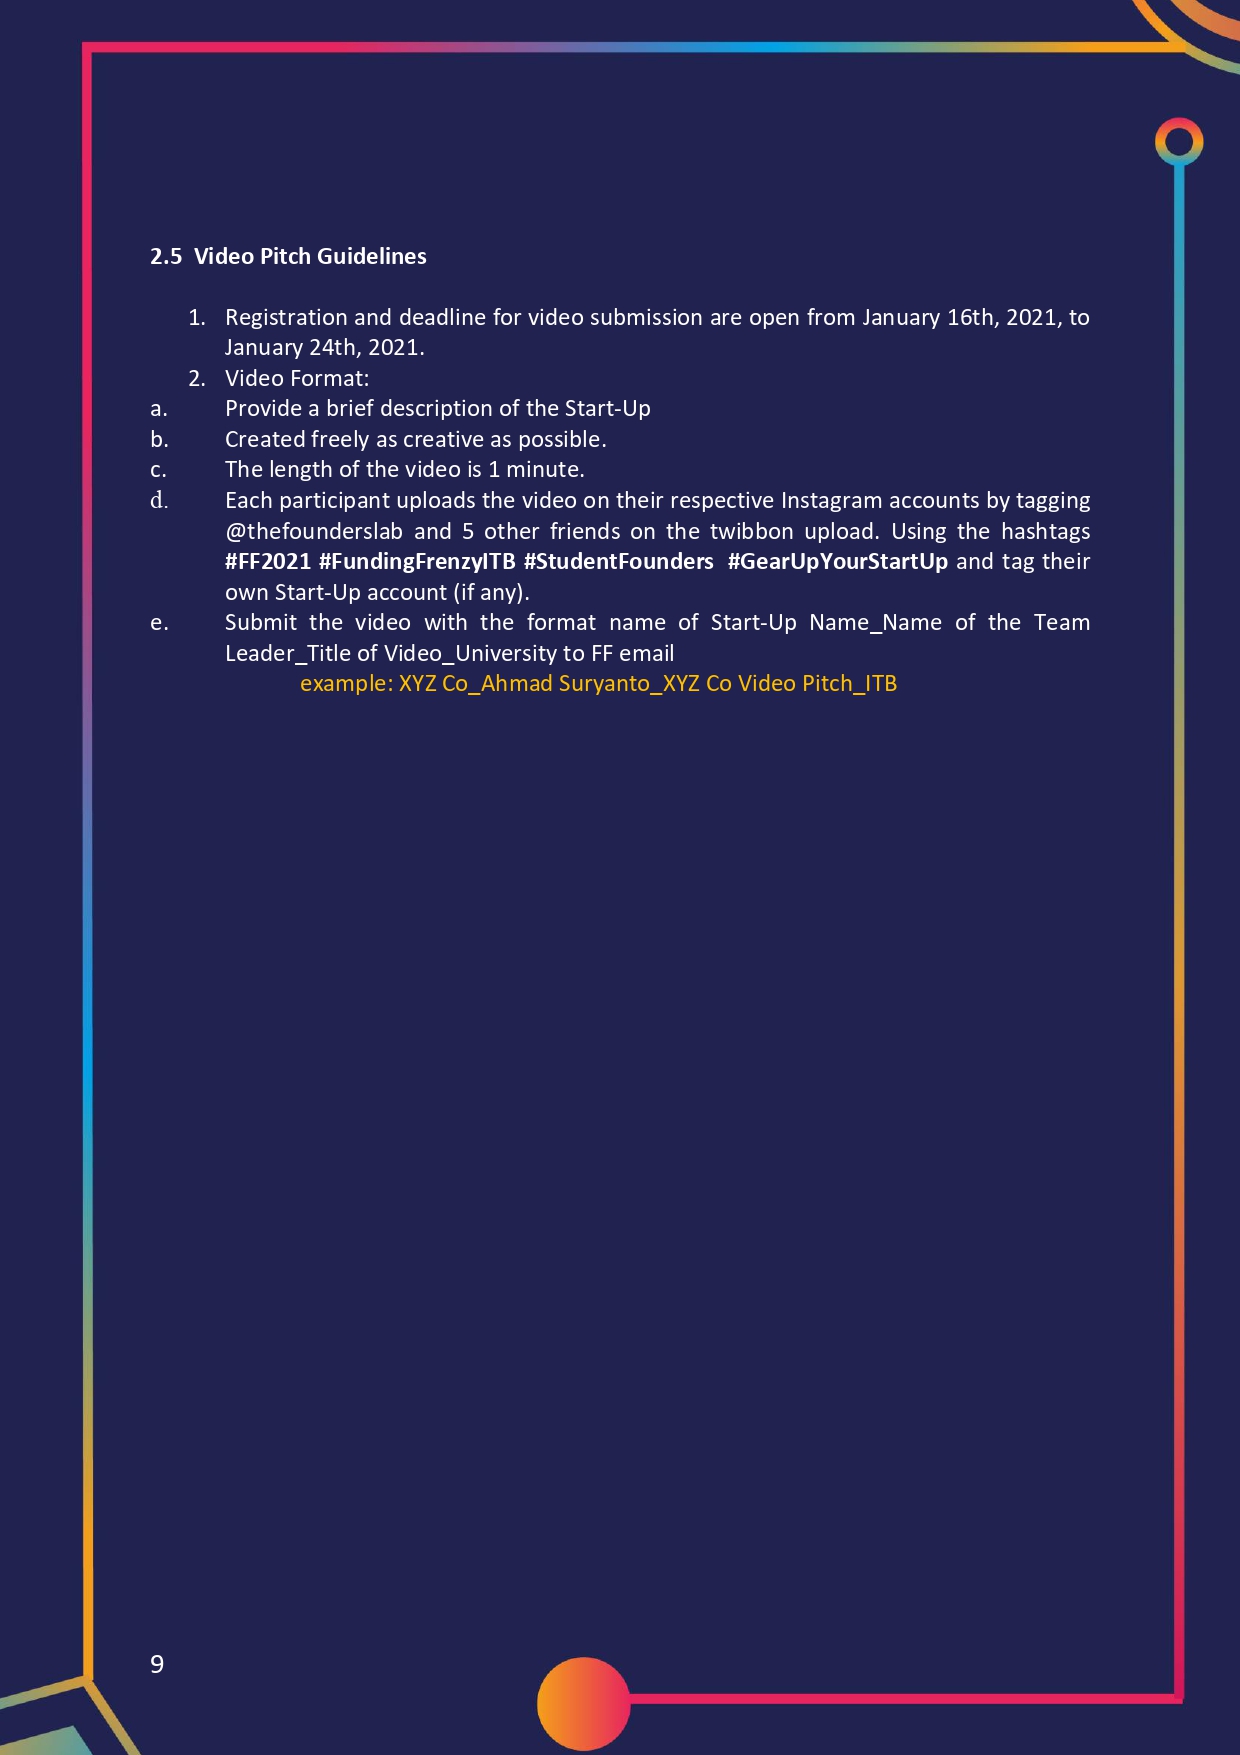 2.5 Video Pitch Guidelines
1. Registration and deadline for video submission are open from January 16th, 2021, to
January 24th, 2021.
2. Video Format:
a. Provide a brief description of the Start-Up
b. Created freely as creative as possible.
c. The length of the video is 1 minute.
d. Each participant uploads the video on their respective Instagram accounts by tagging
@thefounderslab and 5 other friends on the twibbon upload. Using the hashtags
#FF2021 #FundingFrenzyITB #StudentFounders #GearUpYourStartUp and tag their
own Start-Up account (if any).
e. Submit the video with the format name of Start-Up Name_Name of the Team
Leader_Title of Video_University to FF email
example: XYZ Co_Ahmad Suryanto_XYZ Co Video Pitch_ITB
9